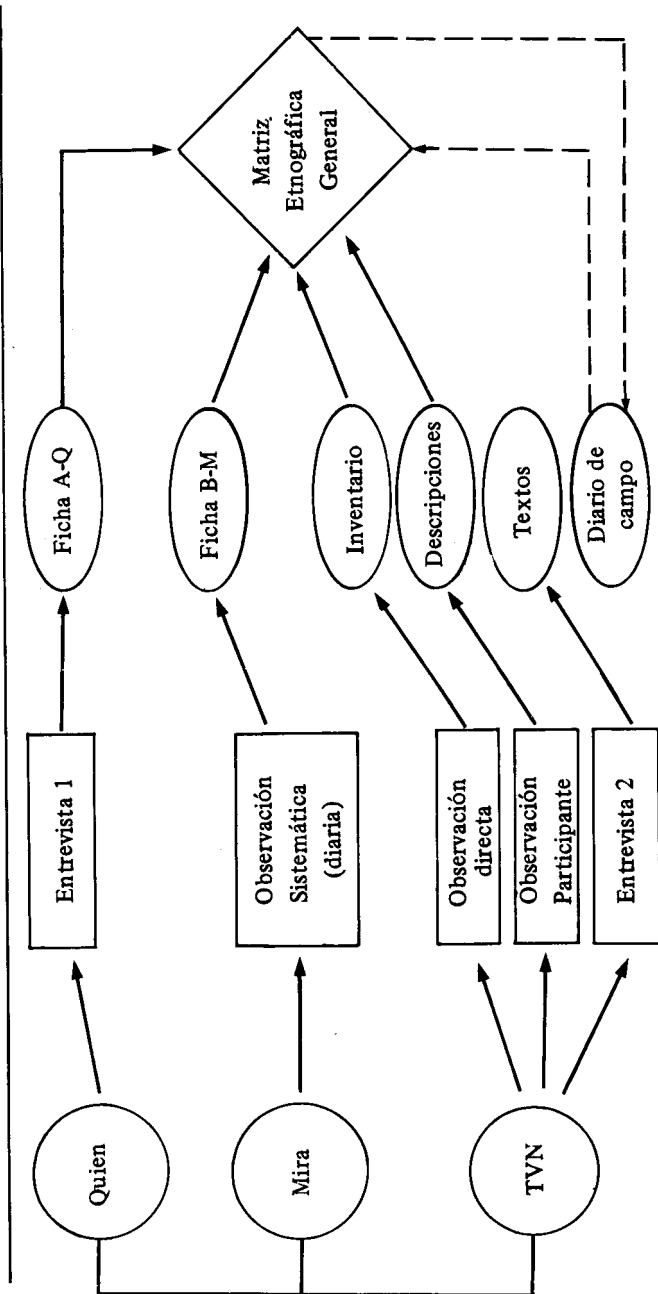 Quien
Mira
TVN
Entrevista 1
Observación
Sistemática
(diaria)
Observación
directa
Observación
Participante
Entrevista 2
Ficha A-Q
Ficha B-M
Inventario
Descripciones
Textos
Diario de
campo
Matriz
Etnográfica
General